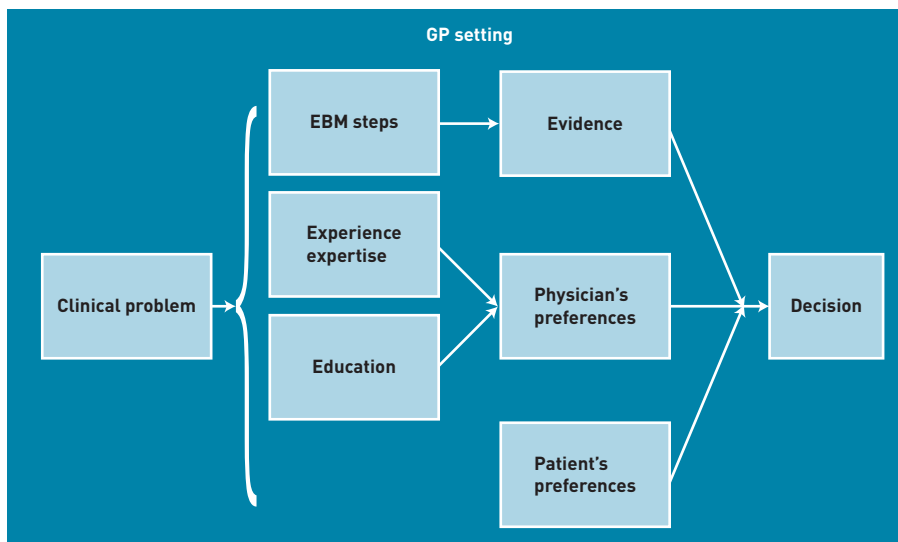 GP setting
EBM steps
Evidence
Experience
expertise
Clinical problem
Physician’s
preferences
Decision
Education
Patient’s
preferences